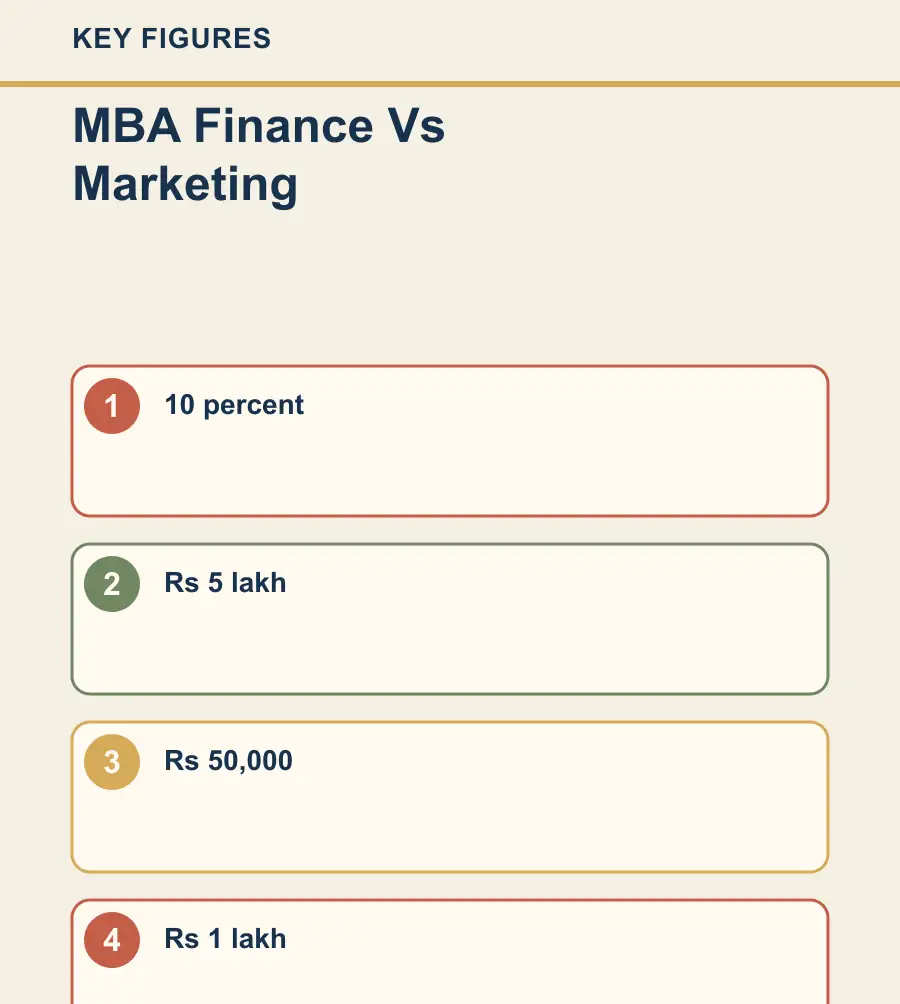 KEY FIGURES
MBA Finance Vs
Marketing
1 10 percent
2 Rs 5 lakh
3 Rs 50,000
4 Rs 1 lakh